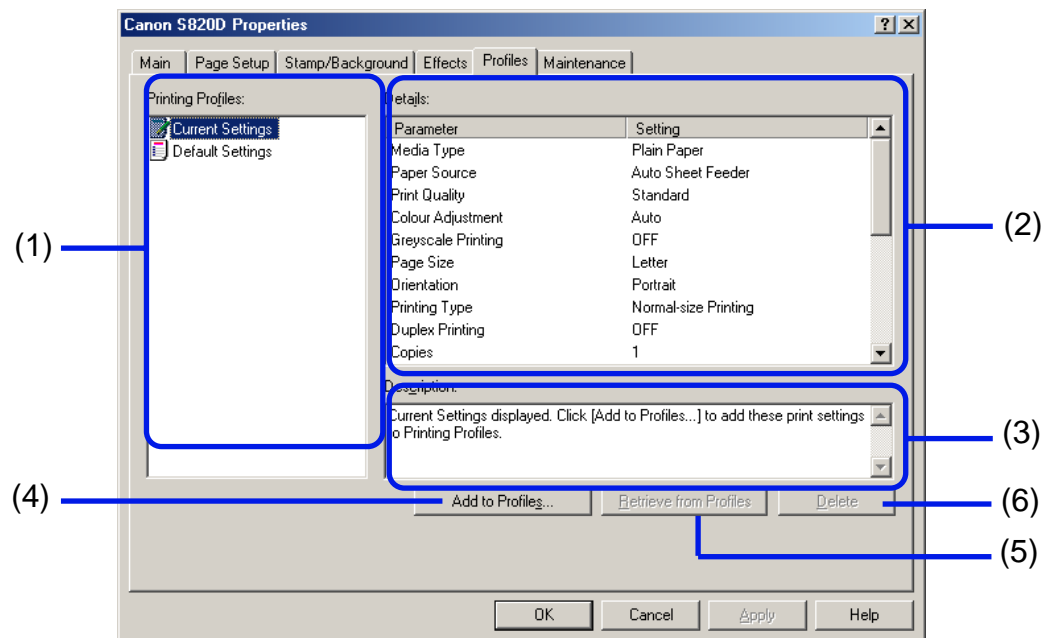 Canon S820D Properties
Main Page Setup Stamp/Background Effects Profiles Maintenance
Printing Profiles:
Current Settings
Default Settings
Details:
Parameter Setting
Media Type Plain Paper
Paper Source Auto Sheet Feeder
Print Quality Standard
Colour Adjustment Auto
Greyscale Printing OFF
Page Size Letter
Orientation Portrait
Printing Type Normal-size Printing
Duplex Printing OFF
Copies 1
Description:
Current Settings displayed. Click [Add to Profiles...] to add these print settings
to Printing Profiles.
Add to Profiles... Retrieve from Profiles Delete
OK Cancel Apply Help
(1)
(2)
(3)
(4)
(6)
(5)